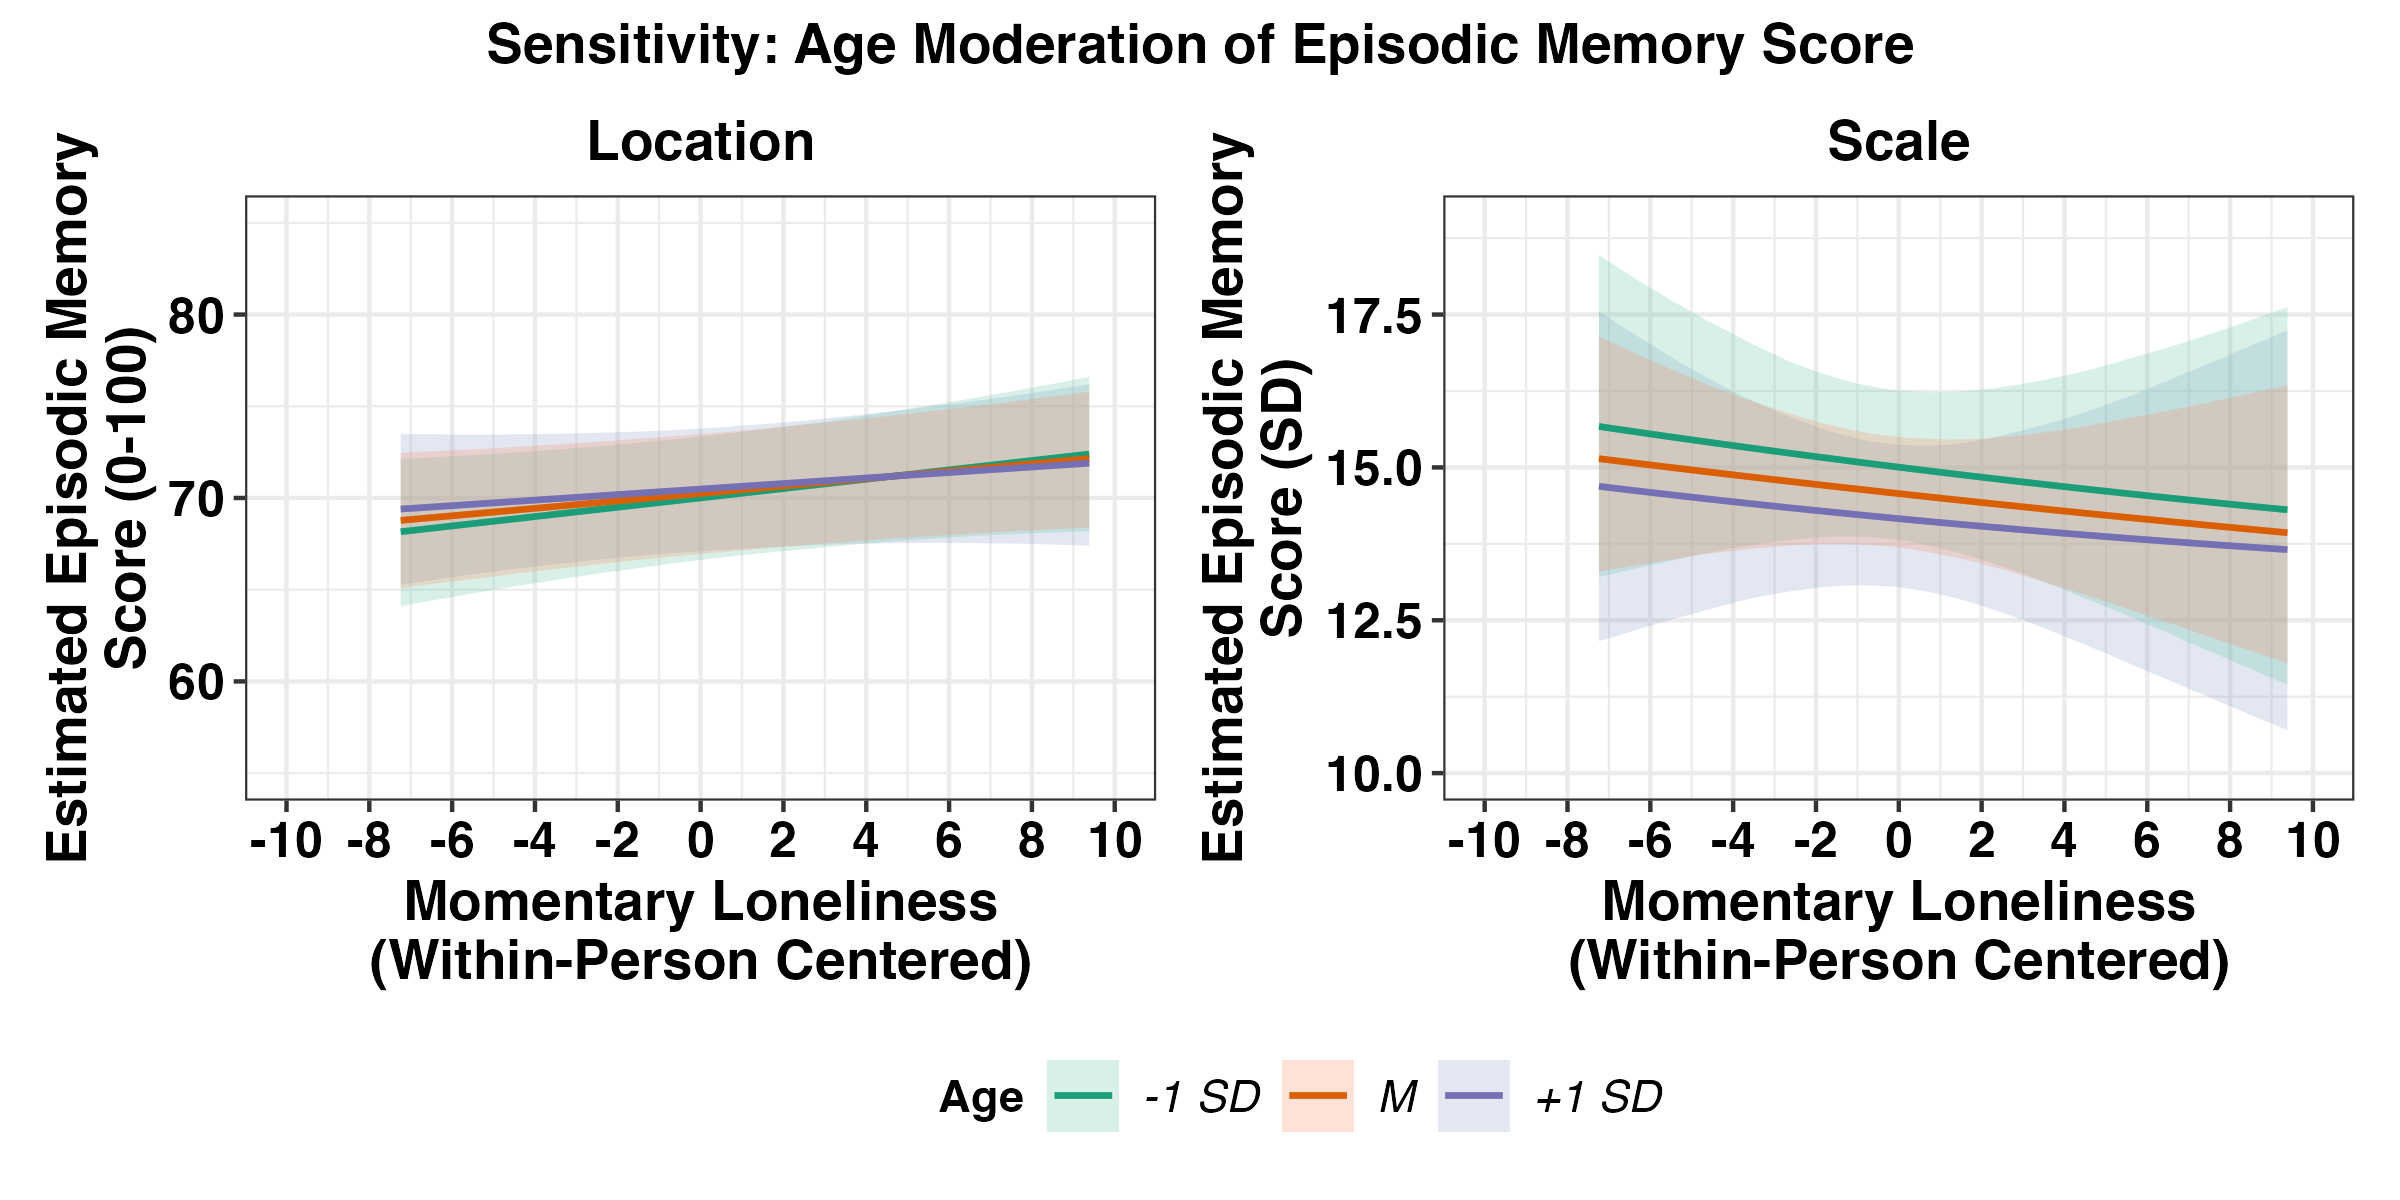 Sensitivity: Age Moderation of Episodic Memory Score
Location
Estimated Episodic Memory
Score (0-100)
80
70
60
-10 -8 -6 -4 -2 0 2 4 6 8 10
Momentary Loneliness
(Within-Person Centered)
Scale
Estimated Episodic Memory
Score (SD)
17.5
15.0
12.5
10.0
-10 -8 -6 -4 -2 0 2 4 6 8 10
Momentary Loneliness
(Within-Person Centered)
Age -1 SD M +1 SD